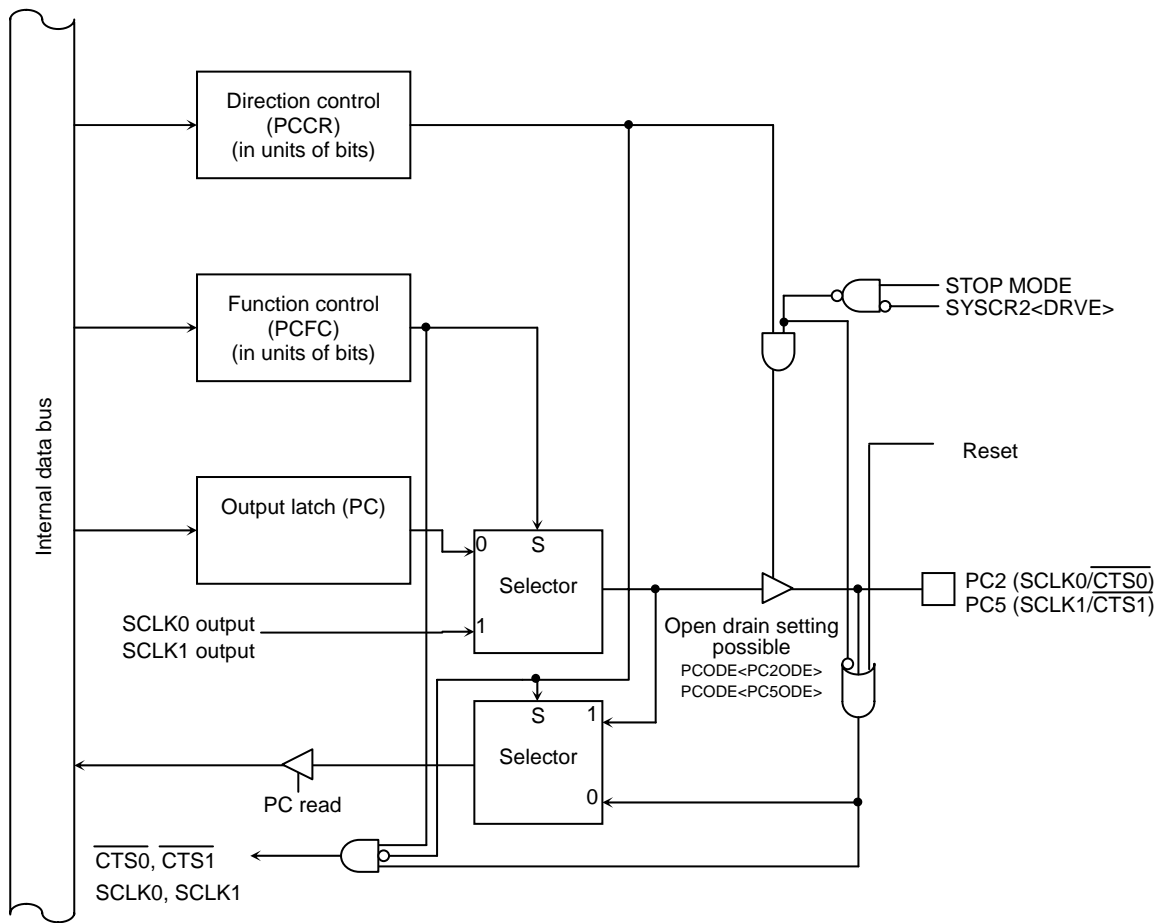 Direction control
(PCCR)
(in units of bits)
STOP MODE
SYSCR2<DRVE>
Function control
(PCFC)
(in units of bits)
Internal data bus
Reset
Output latch (PC)
0
S
Selector
1
SCLK0 output
SCLK1 output
PC2 (SCLK0/CTS0)
PC5 (SCLK1/CTS1)
Open drain setting
possible
PCODE<PC2ODE>
PCODE<PC5ODE>
S
1
Selector
0
PC read
CTS0, CTS1
SCLK0, SCLK1